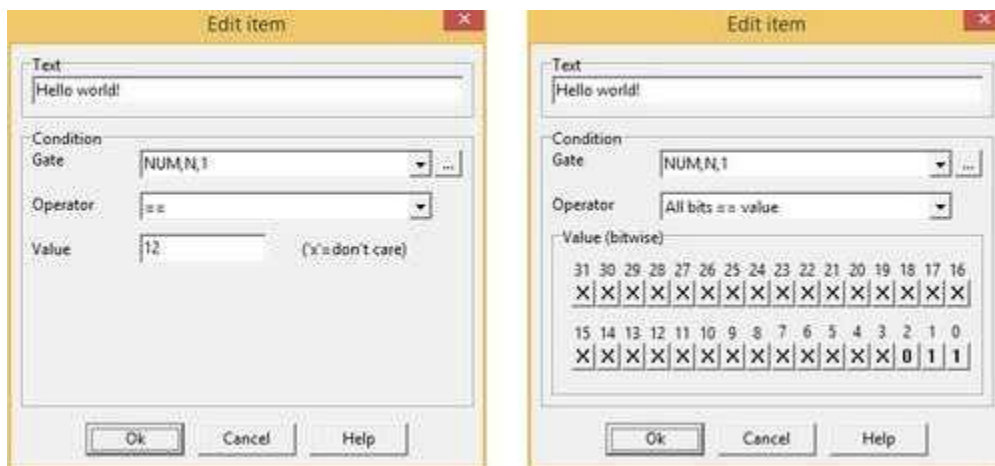 Edit item
Text
Hello world!
Condition
Gate NUM,N,1 ...
Operator ==
Value 12 ('x'=don't care)
Ok Cancel Help
Edit item
Text
Hello world!
Condition
Gate NUM,N,1 ...
Operator All bits == value
Value (bitwise)
31 30 29 28 27 26 25 24 23 22 21 20 19 18 17 16
X X X X X X X X X X X X X X X X
15 14 13 12 11 10 9 8 7 6 5 4 3 2 1 0
X X X X X X X X X X X X X 0 1 1
Ok Cancel Help